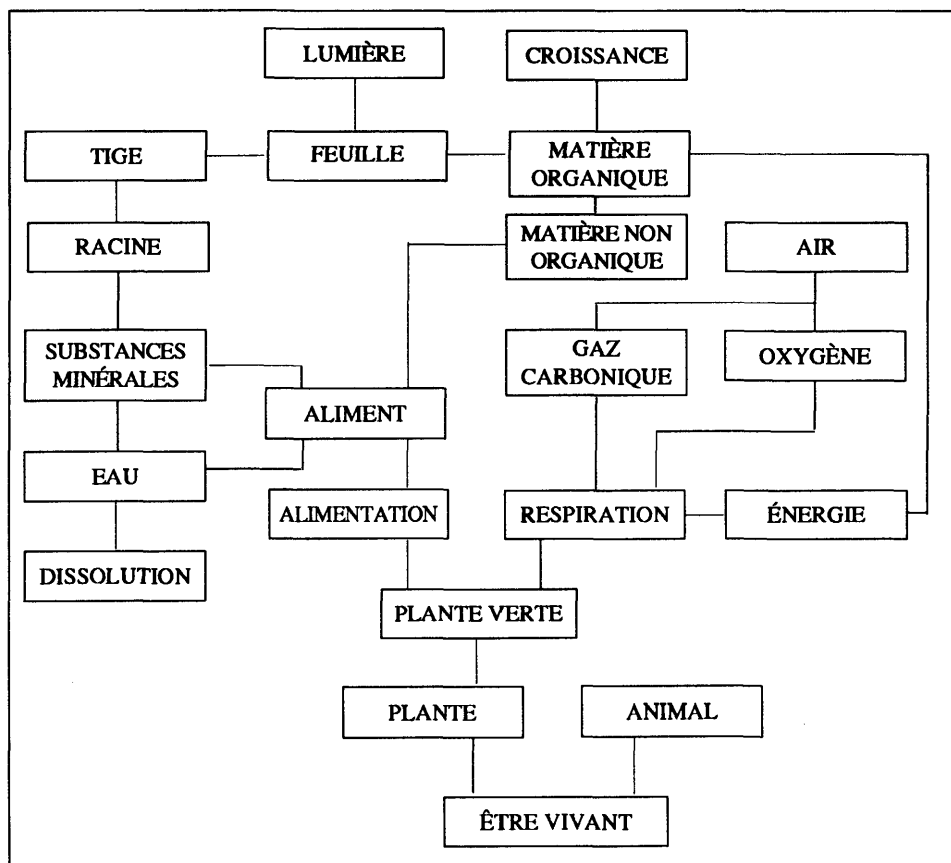 LUMIÈRE
CROISSANCE
TIGE
FEUILLE
MATIÈRE
ORGANIQUE
RACINE
MATIÈRE NON
ORGANIQUE
AIR
SUBSTANCES
MINÉRALES
GAZ
CARBONIQUE
OXYGÈNE
ALIMENT
EAU
ALIMENTATION
RESPIRATION
ÉNERGIE
DISSOLUTION
PLANTE VERTE
PLANTE
ANIMAL
ÊTRE VIVANT